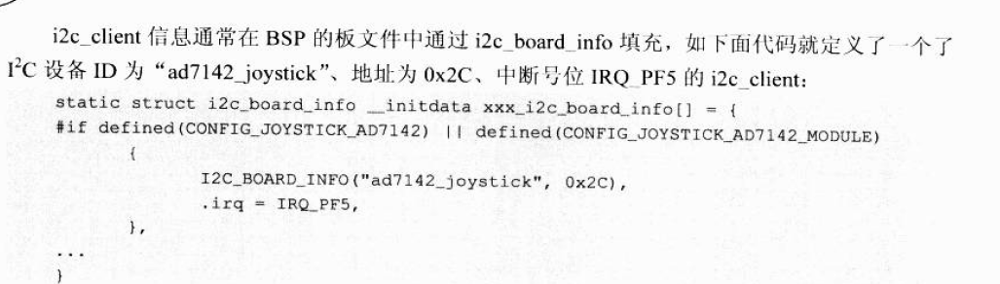 i2c_client 信息通常在 BSP 的板文件中通过 i2c_board_info 填充，如下面代码就定义了一个了
I²C 设备 ID 为“ad7142_joystick”、地址为 0x2C、中断号位 IRQ_PF5 的 i2c_client：
static struct i2c_board_info __initdata xxx_i2c_board_info[] = {
#if defined(CONFIG_JOYSTICK_AD7142) || defined(CONFIG_JOYSTICK_AD7142_MODULE)
{
I2C_BOARD_INFO("ad7142_joystick", 0x2C),
.irq = IRQ_PF5,
},
...
}